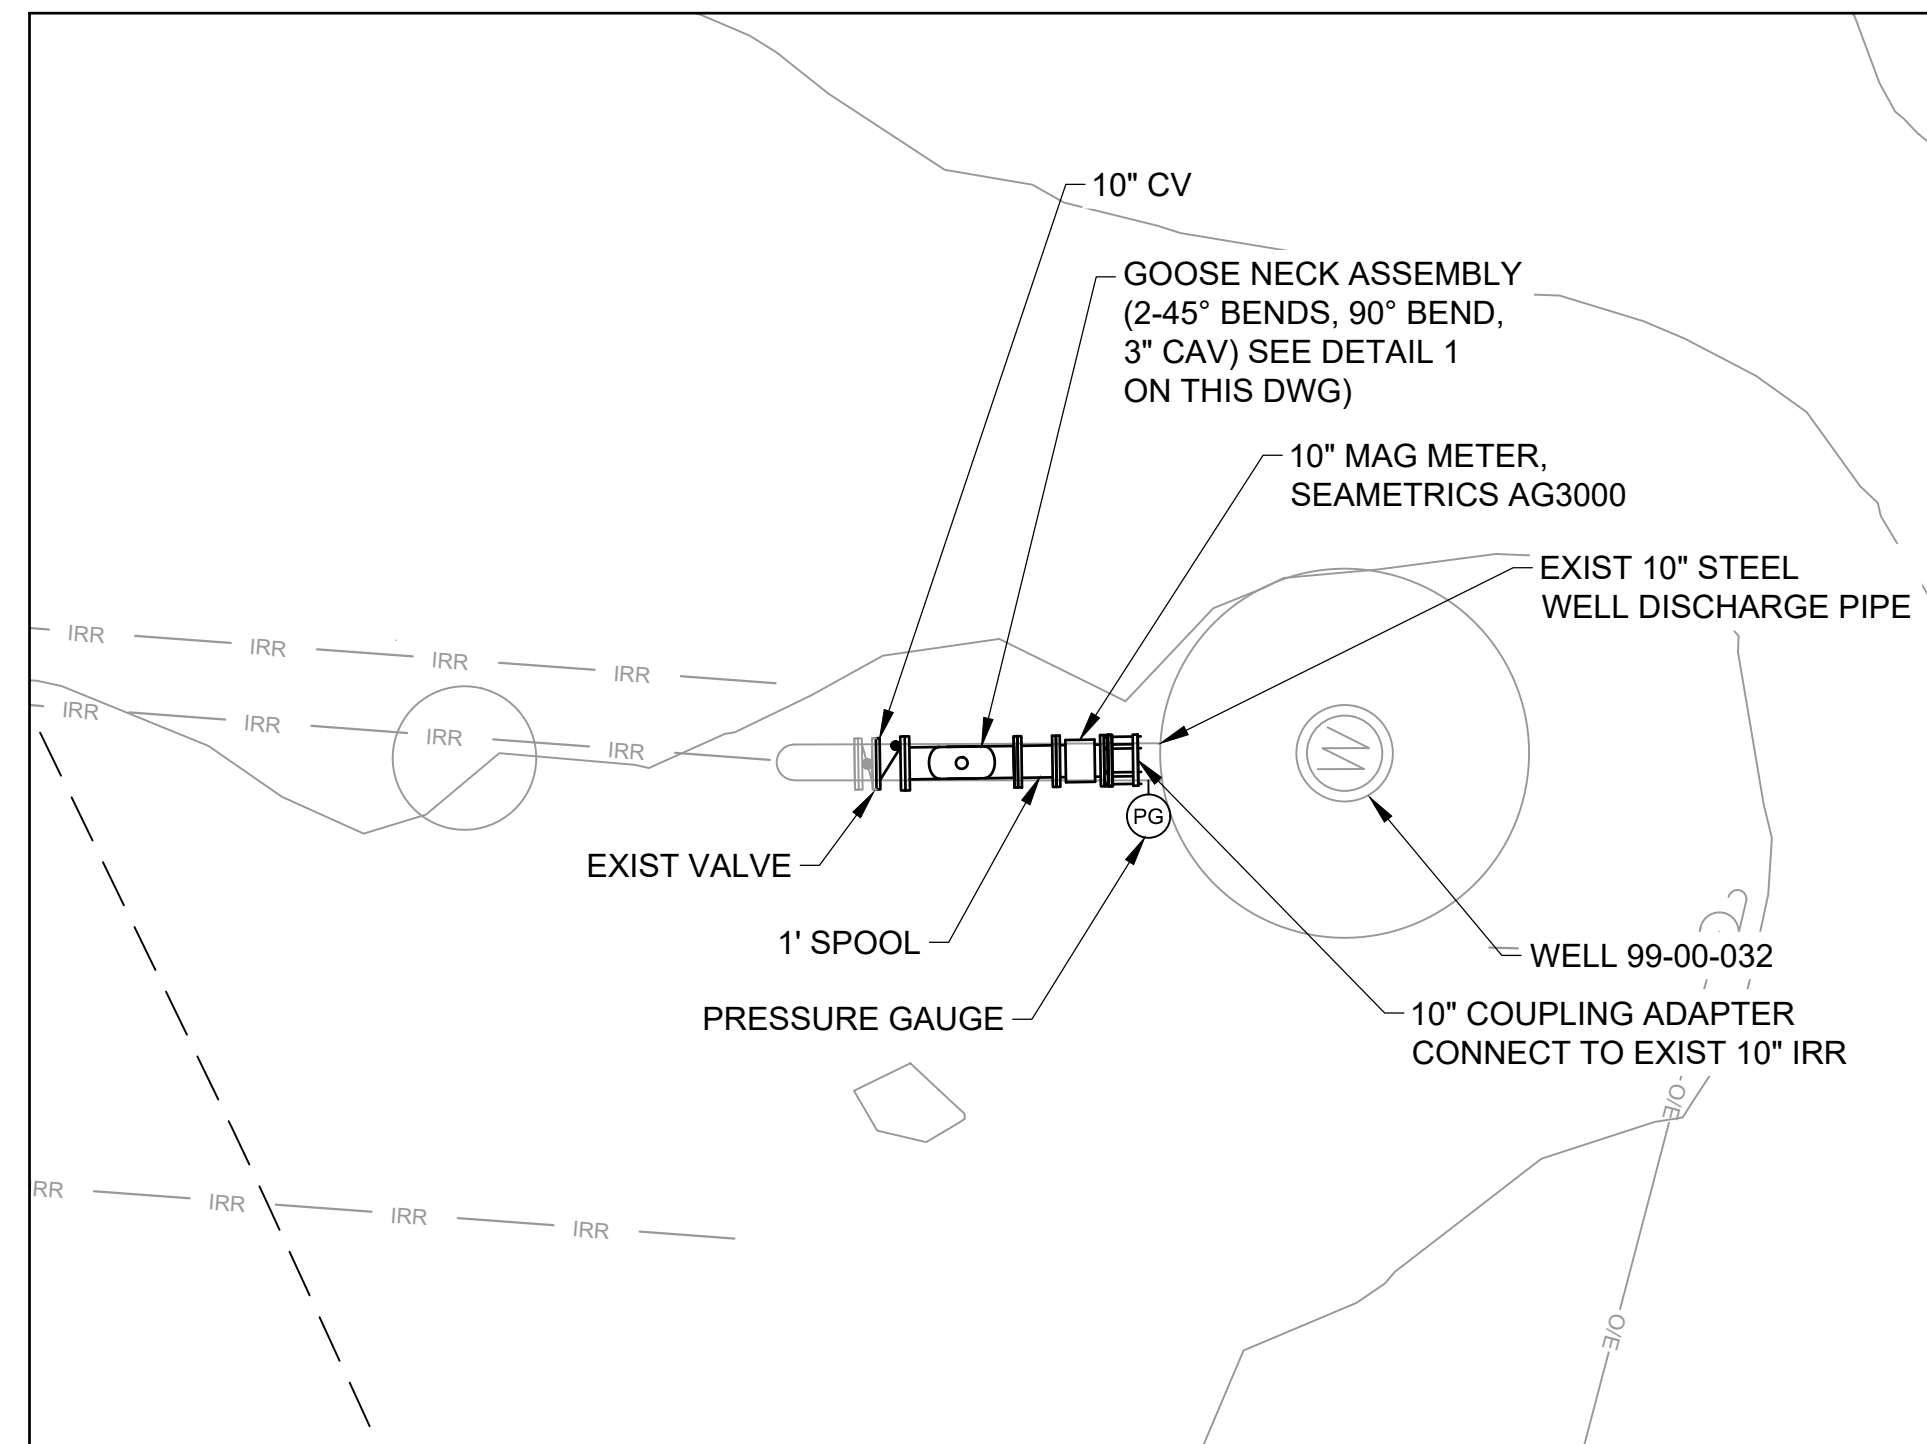 10" CV
GOOSE NECK ASSEMBLY
(2-45° BENDS, 90° BEND,
3" CAV) SEE DETAIL 1
ON THIS DWG)
10" MAG METER,
SEAMETRICS AG3000
EXIST 10" STEEL
WELL DISCHARGE PIPE
IRR
IRR
IRR
IRR
IRR
IRR
IRR
IRR
W
PG
EXIST VALVE
1' SPOOL
WELL 99-00-032
PRESSURE GAUGE
10" COUPLING ADAPTER
CONNECT TO EXIST 10" IRR
O/E
RR
IRR
IRR
IRR
O/E